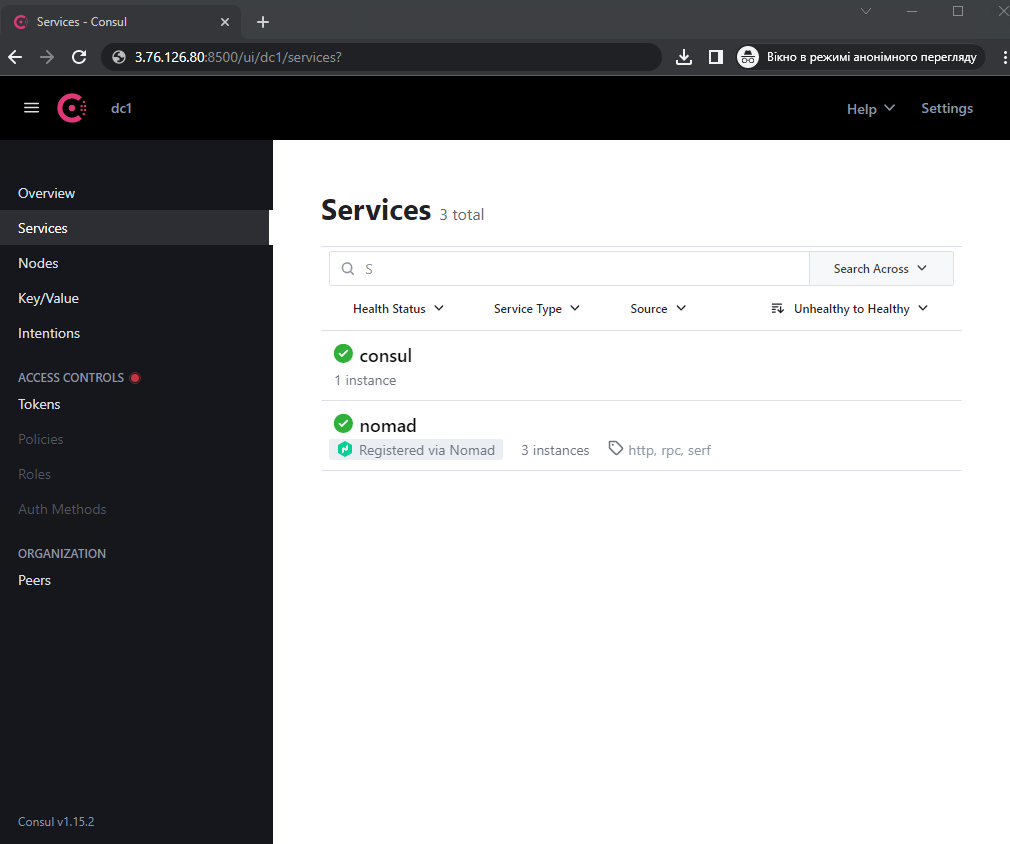 Services - Consul
3.76.126.80:8500/ui/dc1/services?
Вікно в режимі анонімного перегляду
dc1
Help
Settings
Overview
Services
Nodes
Key/Value
Intentions
ACCESS CONTROLS
Tokens
Policies
Roles
Auth Methods
ORGANIZATION
Peers
Consul v1.15.2
Services 3 total
S
Search Across
Health Status
Service Type
Source
Unhealthy to Healthy
consul
1 instance
nomad
Registered via Nomad
3 instances
http, rpc, serf